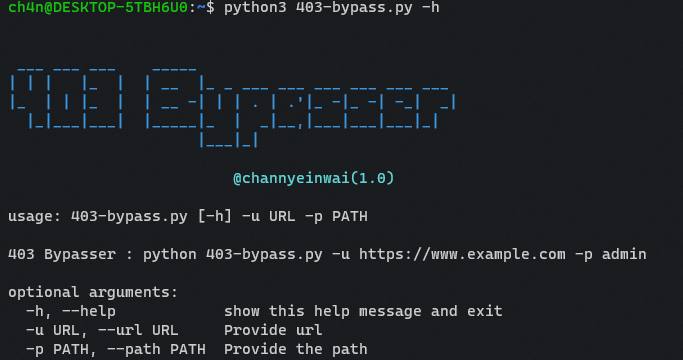 ch4n@DESKTOP-5TBH6U0:~$ python3 403-bypass.py -h
403 Bypasser
@channyeinwai(1.0)
usage: 403-bypass.py [-h] -u URL -p PATH
403 Bypasser : python 403-bypass.py -u https://www.example.com -p admin
optional arguments:
-h, --help show this help message and exit
-u URL, --url URL Provide url
-p PATH, --path PATH Provide the path